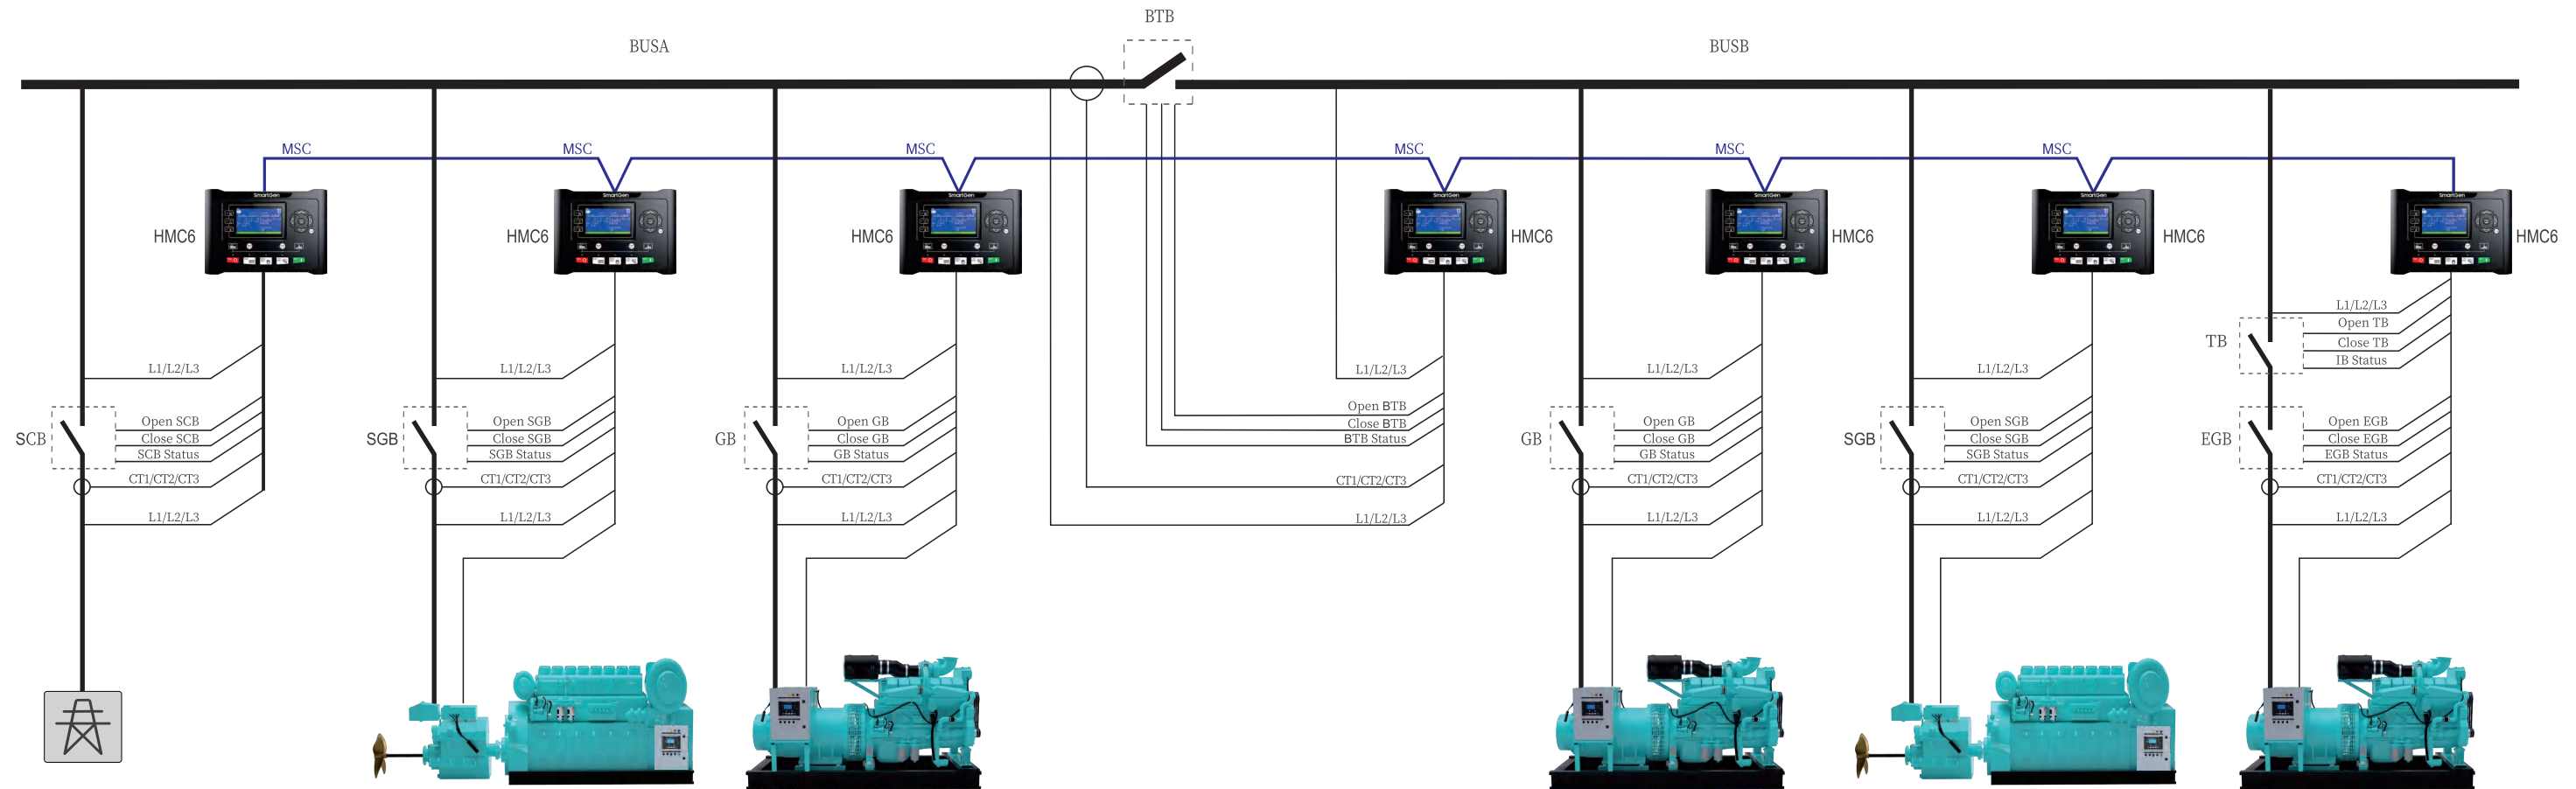 BTB
BUSA
BUSB
MSC
MSC
MSC
MSC
MSC
MSC
SmartGen
SmartGen
SmartGen
SmartGen
SmartGen
SmartGen
SmartGen
HMC6
HMC6
HMC6
HMC6
HMC6
HMC6
HMC6
L1/L2/L3
Open SCB
Close SCB
SCB Status
CT1/CT2/CT3
L1/L2/L3
SCB
L1/L2/L3
Open SGB
Close SGB
SGB Status
CT1/CT2/CT3
L1/L2/L3
SGB
L1/L2/L3
Open GB
Close GB
GB Status
CT1/CT2/CT3
L1/L2/L3
GB
L1/L2/L3
Open BTB
Close BTB
BTB Status
CT1/CT2/CT3
L1/L2/L3
L1/L2/L3
Open GB
Close GB
GB Status
CT1/CT2/CT3
L1/L2/L3
GB
L1/L2/L3
Open SGB
Close SGB
SGB Status
CT1/CT2/CT3
L1/L2/L3
SGB
L1/L2/L3
Open TB
Close TB
IB Status
TB
Open EGB
Close EGB
EGB Status
CT1/CT2/CT3
L1/L2/L3
EGB